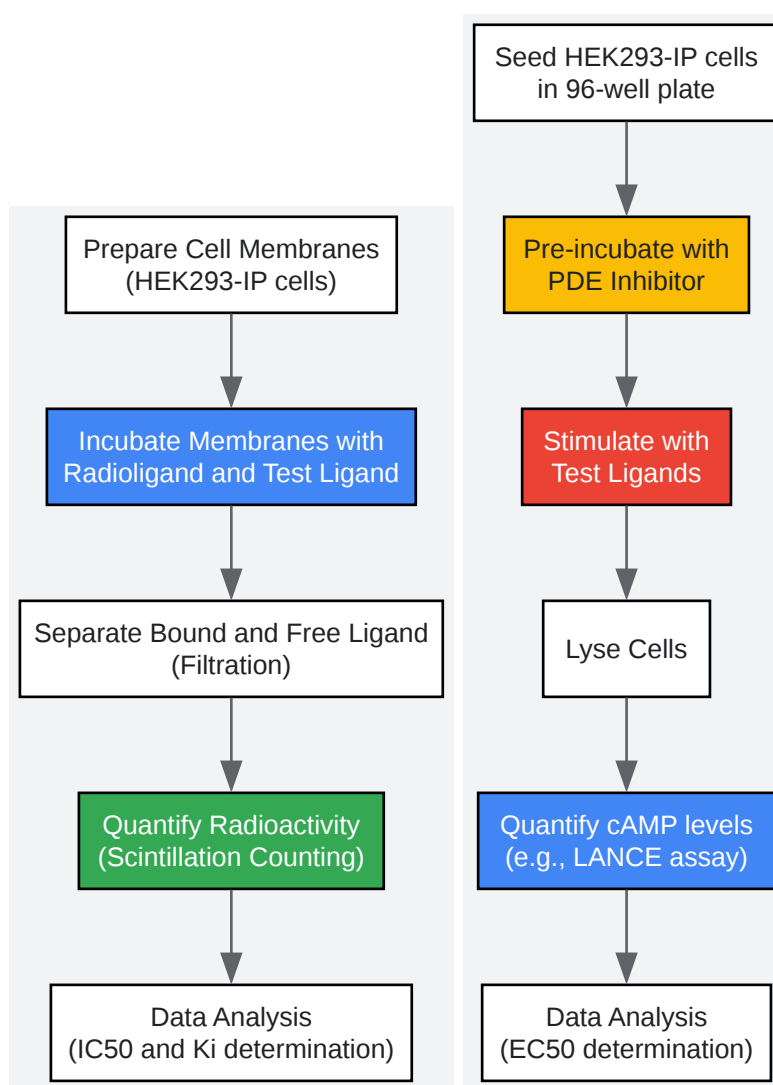 Prepare Cell Membranes
(HEK293-IP cells)
Incubate Membranes with
Radioligand and Test Ligand
Separate Bound and Free Ligand
(Filtration)
Quantify Radioactivity
(Scintillation Counting)
Data Analysis
(IC50 and Ki determination)
Seed HEK293-IP cells
in 96-well plate
Pre-incubate with
PDE Inhibitor
Stimulate with
Test Ligands
Lyse Cells
Quantify cAMP levels
(e.g., LANCE assay)
Data Analysis
(EC50 determination)